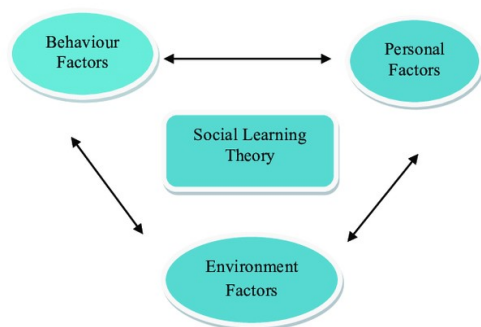 Behaviour
Factors
Personal
Factors
Social Learning
Theory
Environment
Factors